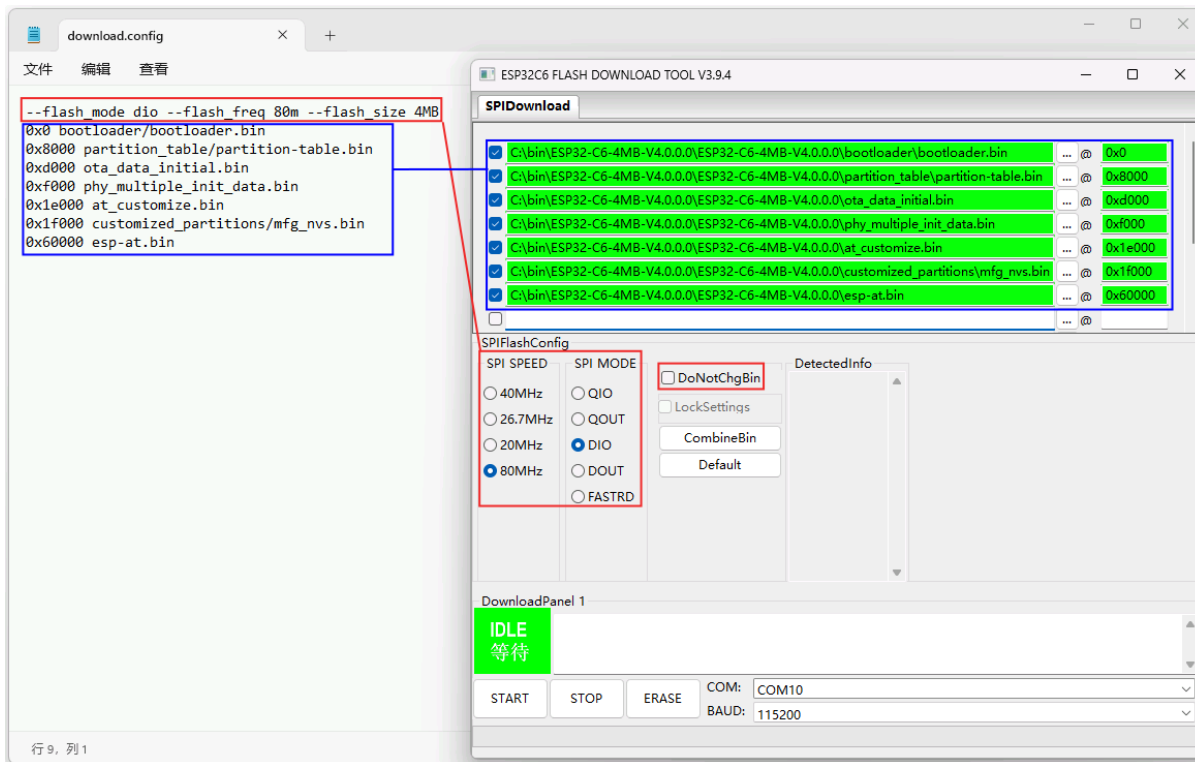 download.config
文件 编辑 查看
--flash_mode dio --flash_freq 80m --flash_size 4MB
0x0 bootloader/bootloader.bin
0x8000 partition_table/partition-table.bin
0xd000 ota_data_initial.bin
0xf000 phy_multiple_init_data.bin
0x1e000 at_customize.bin
0x1f000 customized_partitions/mfg_nvs.bin
0x60000 esp-at.bin
行 9, 列 1
ESP32C6 FLASH DOWNLOAD TOOL V3.9.4
SPIDownload
C:\bin\ESP32-C6-4MB-V4.0.0.0\ESP32-C6-4MB-V4.0.0.0\bootloader\bootloader.bin ... @ 0x0
C:\bin\ESP32-C6-4MB-V4.0.0.0\ESP32-C6-4MB-V4.0.0.0\partition_table\partition-table.bin ... @ 0x8000
C:\bin\ESP32-C6-4MB-V4.0.0.0\ESP32-C6-4MB-V4.0.0.0\ota_data_initial.bin ... @ 0xd000
C:\bin\ESP32-C6-4MB-V4.0.0.0\ESP32-C6-4MB-V4.0.0.0\phy_multiple_init_data.bin ... @ 0xf000
C:\bin\ESP32-C6-4MB-V4.0.0.0\ESP32-C6-4MB-V4.0.0.0\at_customize.bin ... @ 0x1e000
C:\bin\ESP32-C6-4MB-V4.0.0.0\ESP32-C6-4MB-V4.0.0.0\customized_partitions\mfg_nvs.bin ... @ 0x1f000
C:\bin\ESP32-C6-4MB-V4.0.0.0\ESP32-C6-4MB-V4.0.0.0\esp-at.bin ... @ 0x60000
... @
SPIFlashConfig
SPI SPEED
40MHz
26.7MHz
20MHz
80MHz
SPI MODE
QIO
QOUT
DIO
DOUT
FASTRD
DoNotChgBin
LockSettings
CombineBin
Default
DetectedInfo
DownloadPanel 1
IDLE
等待
START STOP ERASE
COM: COM10
BAUD: 115200